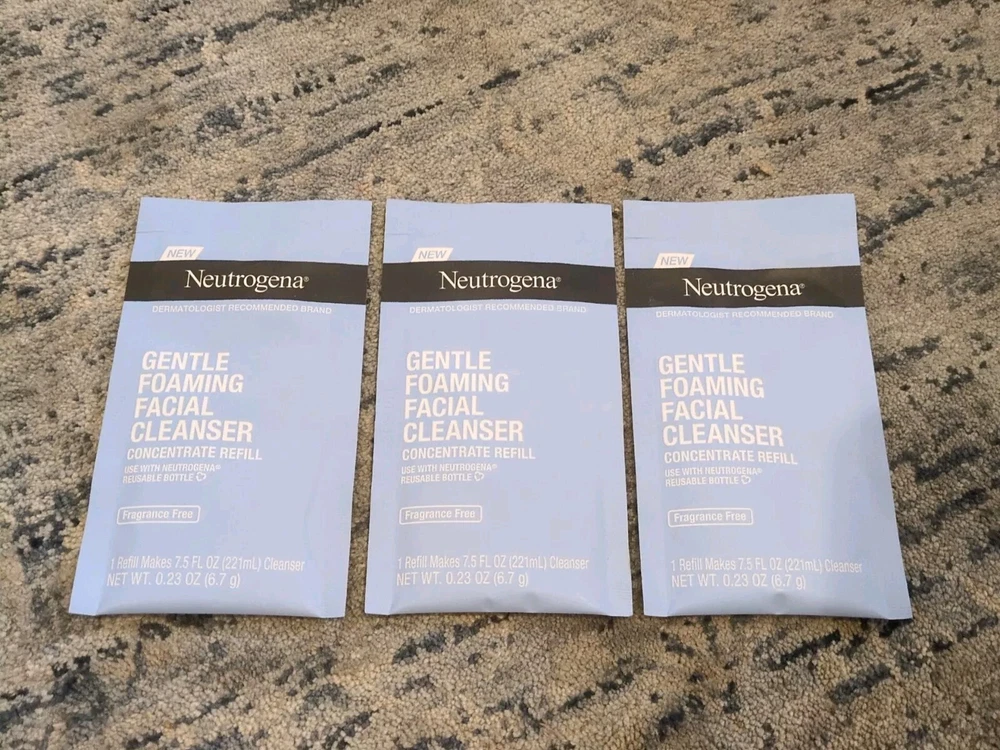 NEW
Neutrogena®
DERMATOLOGIST RECOMMENDED BRAND
GENTLE
FOAMING
FACIAL
CLEANSER
CONCENTRATE REFILL
USE WITH NEUTROGENA®
REUSABLE BOTTLE
Fragrance Free
1 Refill Makes 7.5 FL OZ (221mL) Cleanser
NET WT. 0.23 OZ (6.7 g)
NEW
Neutrogena®
DERMATOLOGIST RECOMMENDED BRAND
GENTLE
FOAMING
FACIAL
CLEANSER
CONCENTRATE REFILL
USE WITH NEUTROGENA®
REUSABLE BOTTLE
Fragrance Free
1 Refill Makes 7.5 FL OZ (221mL) Cleanser
NET WT. 0.23 OZ (6.7 g)
NEW
Neutrogena®
DERMATOLOGIST RECOMMENDED BRAND
GENTLE
FOAMING
FACIAL
CLEANSER
CONCENTRATE REFILL
USE WITH NEUTROGENA®
REUSABLE BOTTLE
Fragrance Free
1 Refill Makes 7.5 FL OZ (221mL) Cleanser
NET WT. 0.23 OZ (6.7 g)